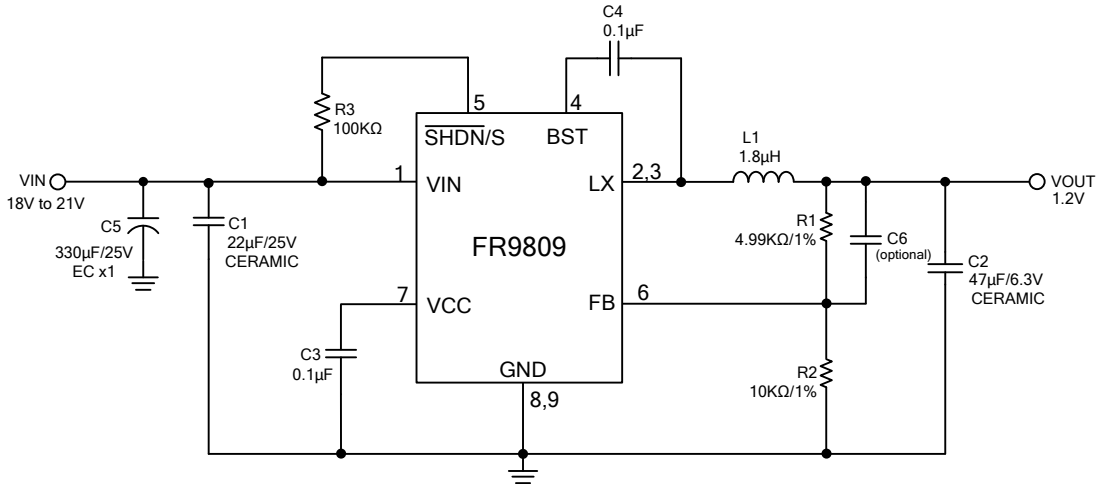 C4
0.1μF
R3
100KΩ
5
4
SHDN/S
BST
L1
1.8μH
VIN
18V to 21V
1
VIN
LX
2,3
VOUT
1.2V
C5
330μF/25V
EC x1
C1
22μF/25V
CERAMIC
FR9809
R1
4.99KΩ/1%
C6
(optional)
C2
47μF/6.3V
CERAMIC
7
VCC
FB
6
C3
0.1μF
GND
8,9
R2
10KΩ/1%